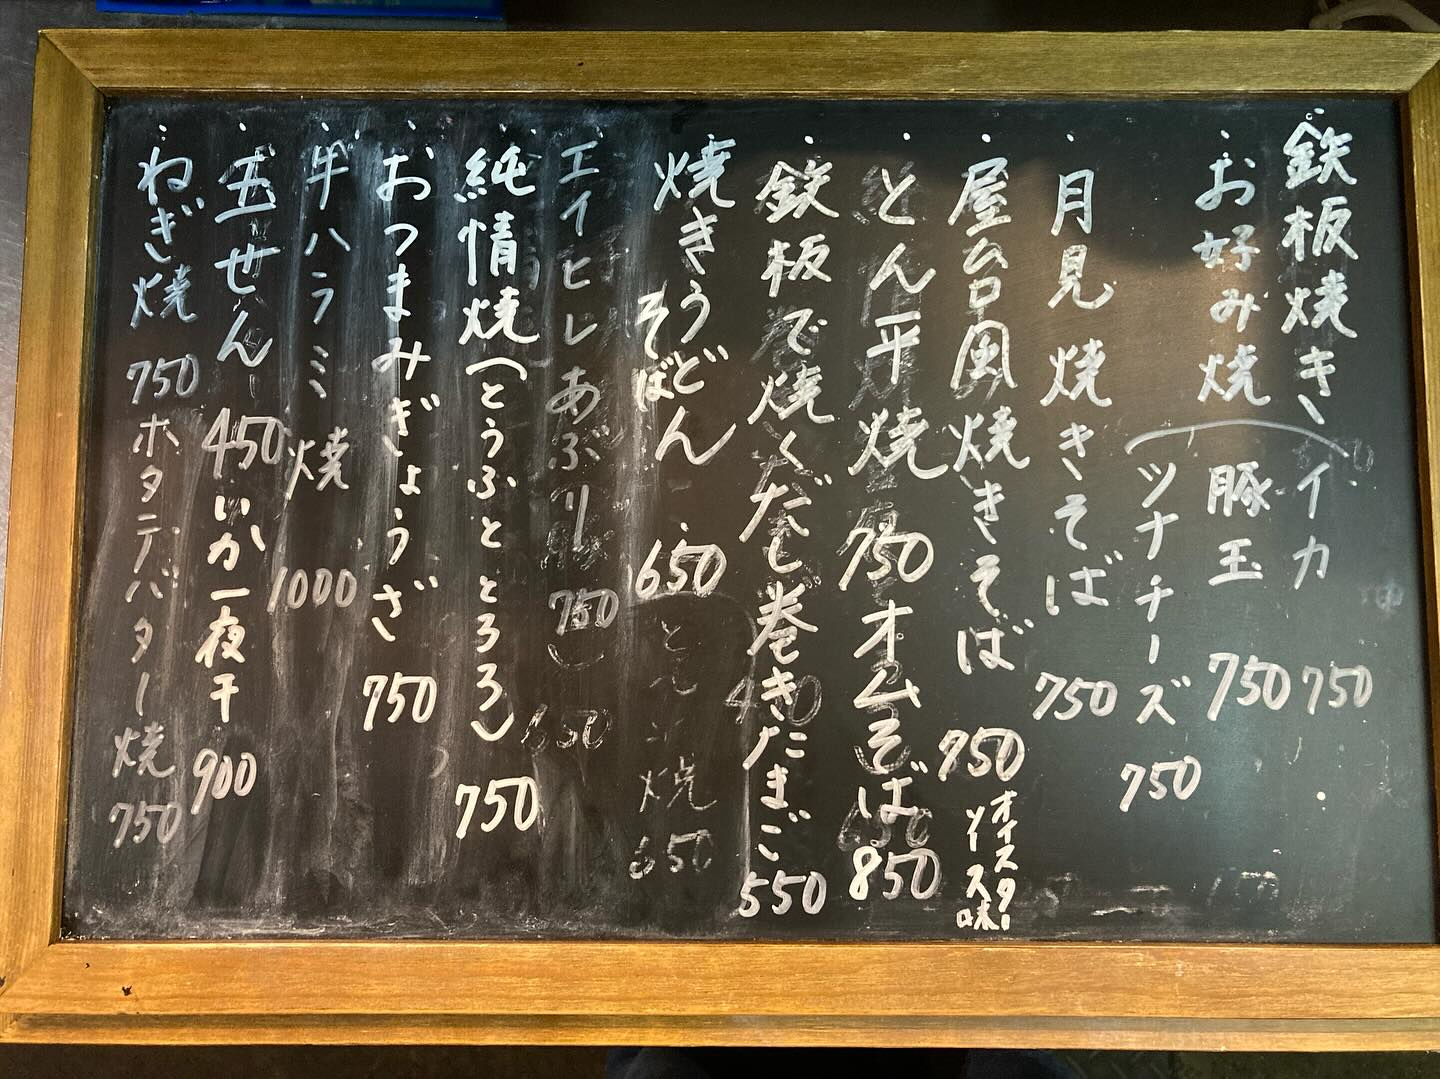 鉄板焼き
お好み焼
イカ 750
豚玉 750
ツナチーズ 750
・月見焼きそば 750
・屋台風焼きそば 750
オイスター
ソース味
・とん平焼 750
オムそば 850
・鉄板で焼くだし巻きたまご 550
・焼きうどん
そば
・650
とん平焼
650
・エイヒレあぶり 750
・純情焼(とうふととろろ) 750
・おつまみぎょうざ 750
・牛ハラミ焼 1000
・玉せん 450
いか一夜干 900
・ねぎ焼 750
ホタテバター焼 750